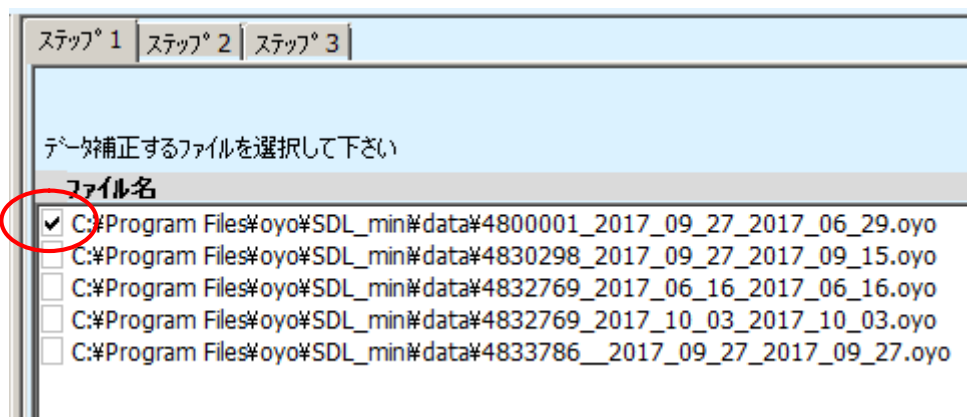 ｽﾃｯﾌﾟ 1 ｽﾃｯﾌﾟ 2 ｽﾃｯﾌﾟ 3
ﾃﾞｰﾀ補正するﾌｧｲﾙを選択して下さい
ﾌｧｲﾙ名
C:¥Program Files¥oyo¥SDL_min¥data¥4800001_2017_09_27_2017_06_29.oyo
C:¥Program Files¥oyo¥SDL_min¥data¥4830298_2017_09_27_2017_09_15.oyo
C:¥Program Files¥oyo¥SDL_min¥data¥4832769_2017_06_16_2017_06_16.oyo
C:¥Program Files¥oyo¥SDL_min¥data¥4832769_2017_10_03_2017_10_03.oyo
C:¥Program Files¥oyo¥SDL_min¥data¥4833786__2017_09_27_2017_09_27.oyo